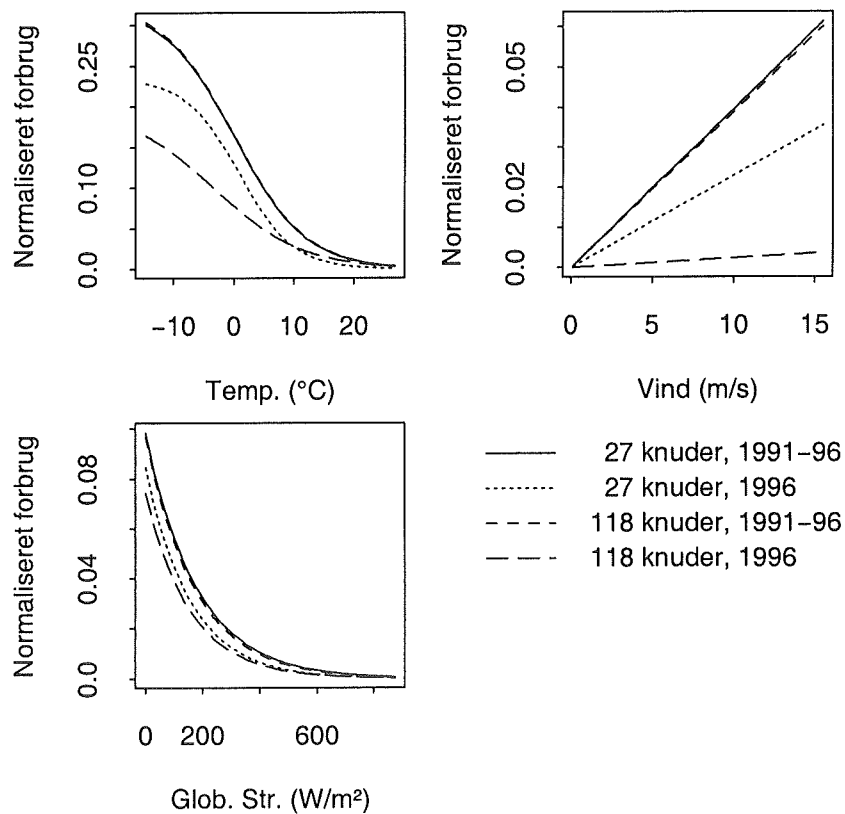 Normaliseret forbrug
0.25
0.10
0.0
−10 0 10 20
Temp. (°C)
Normaliseret forbrug
0.05
0.02
0.0
0 5 10 15
Vind (m/s)
Normaliseret forbrug
0.08
0.04
0.0
0 200 600
Glob. Str. (W/m²)
27 knuder, 1991−96
27 knuder, 1996
118 knuder, 1991−96
118 knuder, 1996